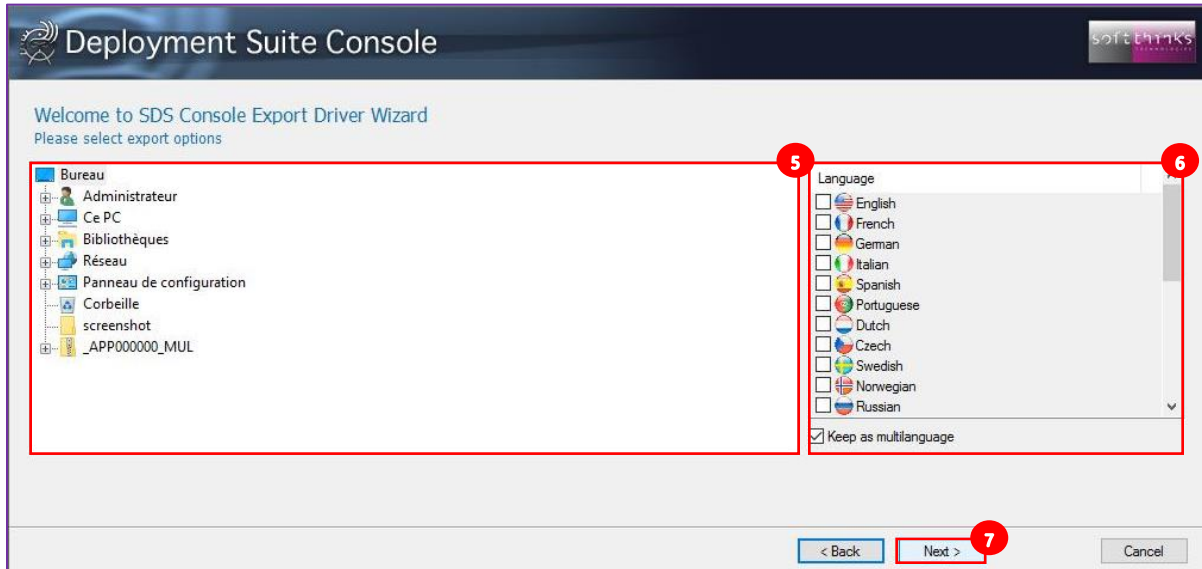 Deployment Suite Console
softthinks
TECHNOLOGIES
Welcome to SDS Console Export Driver Wizard
Please select export options
5
6
Bureau
Administrateur
Ce PC
Bibliothèques
Réseau
Panneau de configuration
Corbeille
screenshot
_APP000000_MUL
Language
English
French
German
Italian
Spanish
Portuguese
Dutch
Czech
Swedish
Norwegian
Russian
Keep as multilanguage
7
< Back
Next >
Cancel